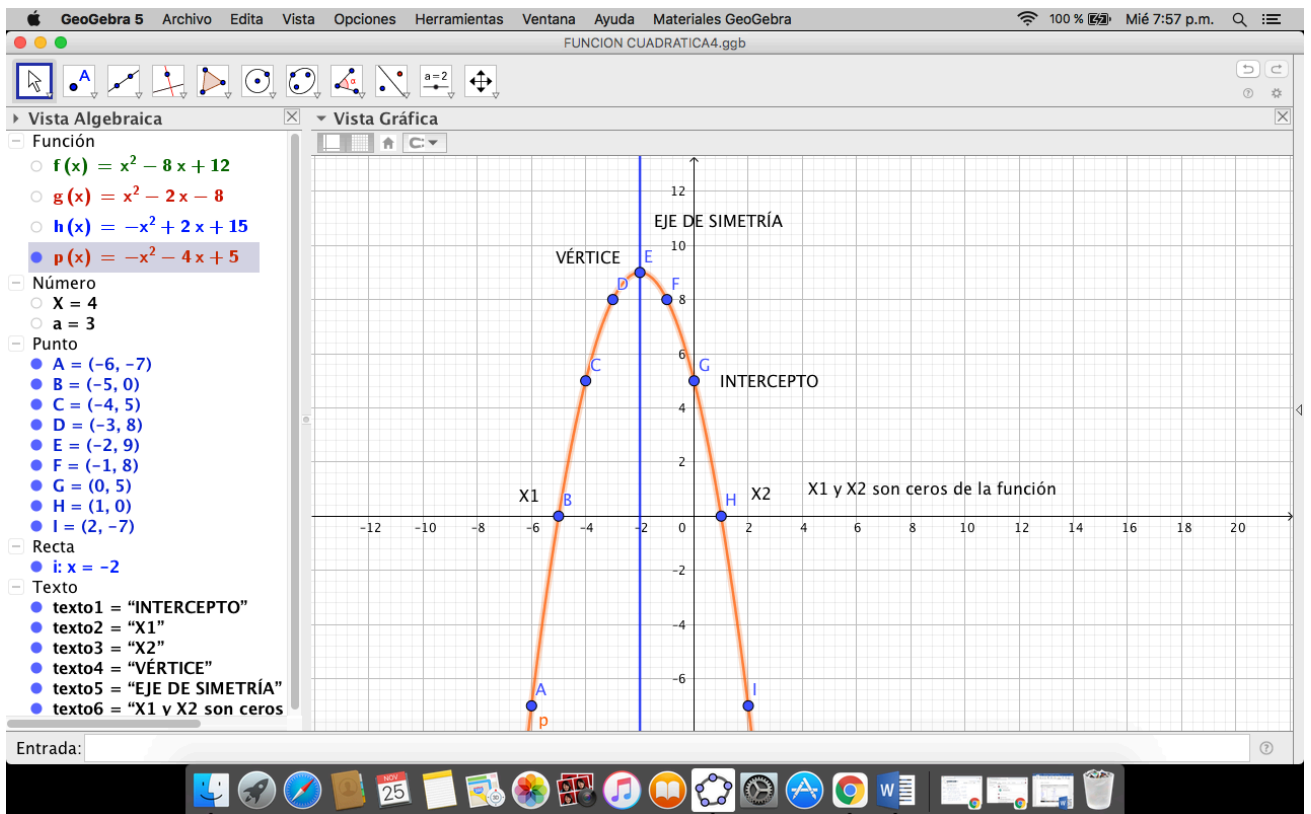 GeoGebra 5 Archivo Edita Vista Opciones Herramientas Ventana Ayuda Materiales GeoGebra 100 % Mié 7:57 p.m.
FUNCION CUADRATICA4.ggb
A α a=2
Vista Algebraica
Vista Gráfica
Función
f(x) = x² − 8x + 12
g(x) = x² − 2x − 8
h(x) = −x² + 2x + 15
p(x) = −x² − 4x + 5
Número
X = 4
a = 3
Punto
A = (−6, −7)
B = (−5, 0)
C = (−4, 5)
D = (−3, 8)
E = (−2, 9)
F = (−1, 8)
G = (0, 5)
H = (1, 0)
I = (2, −7)
Recta
i: x = −2
Texto
texto1 = “INTERCEPTO”
texto2 = “X1”
texto3 = “X2”
texto4 = “VÉRTICE”
texto5 = “EJE DE SIMETRÍA”
texto6 = “X1 y X2 son ceros
12
EJE DE SIMETRÍA
10
VÉRTICE E
D F
8
6
C G
INTERCEPTO
4
2
X1 B H X2 X1 y X2 son ceros de la función
-12 -10 -8 -6 -4 -2 0 2 4 6 8 10 12 14 16 18 20
-2
-4
-6
A I
p
Entrada:
NOV
25
W